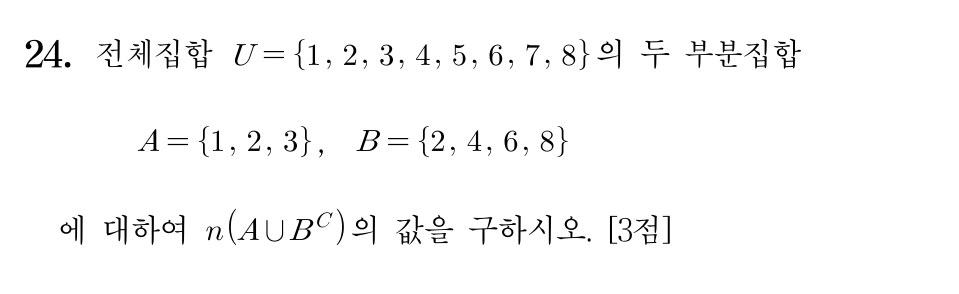 24. 전체집합 U={1, 2, 3, 4, 5, 6, 7, 8}의 두 부분집합
A={1, 2, 3}, B={2, 4, 6, 8}
에 대하여 n(A∪B^C)의 값을 구하시오. [3점]